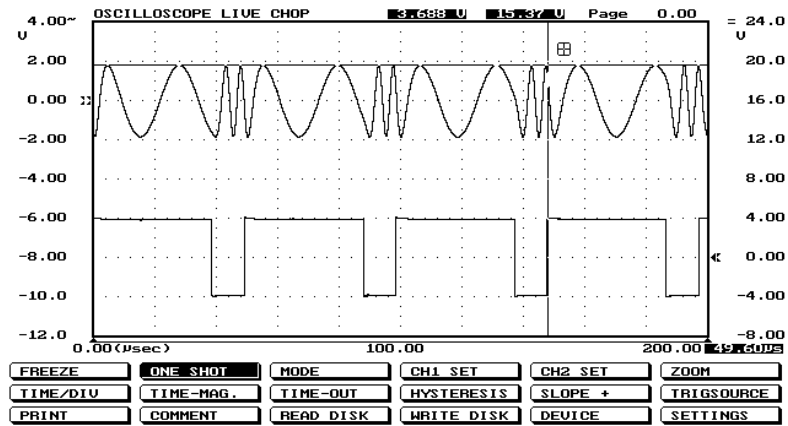 OSCILLOSCOPE LIVE CHOP 3.688 V 15.37 V Page 0.00
4.00~ = 24.0
V V
2.00 20.0
0.00 16.0
-2.00 12.0
-4.00 8.00
-6.00 4.00
-8.00 0.00
-10.0 -4.00
-12.0 -8.00
0.00(µsec) 100.00 200.00 49.60µs
FREEZE ONE SHOT MODE CH1 SET CH2 SET ZOOM
TIME/DIV TIME-MAG. TIME-OUT HYSTERESIS SLOPE + TRIGSOURCE
PRINT COMMENT READ DISK WRITE DISK DEVICE SETTINGS